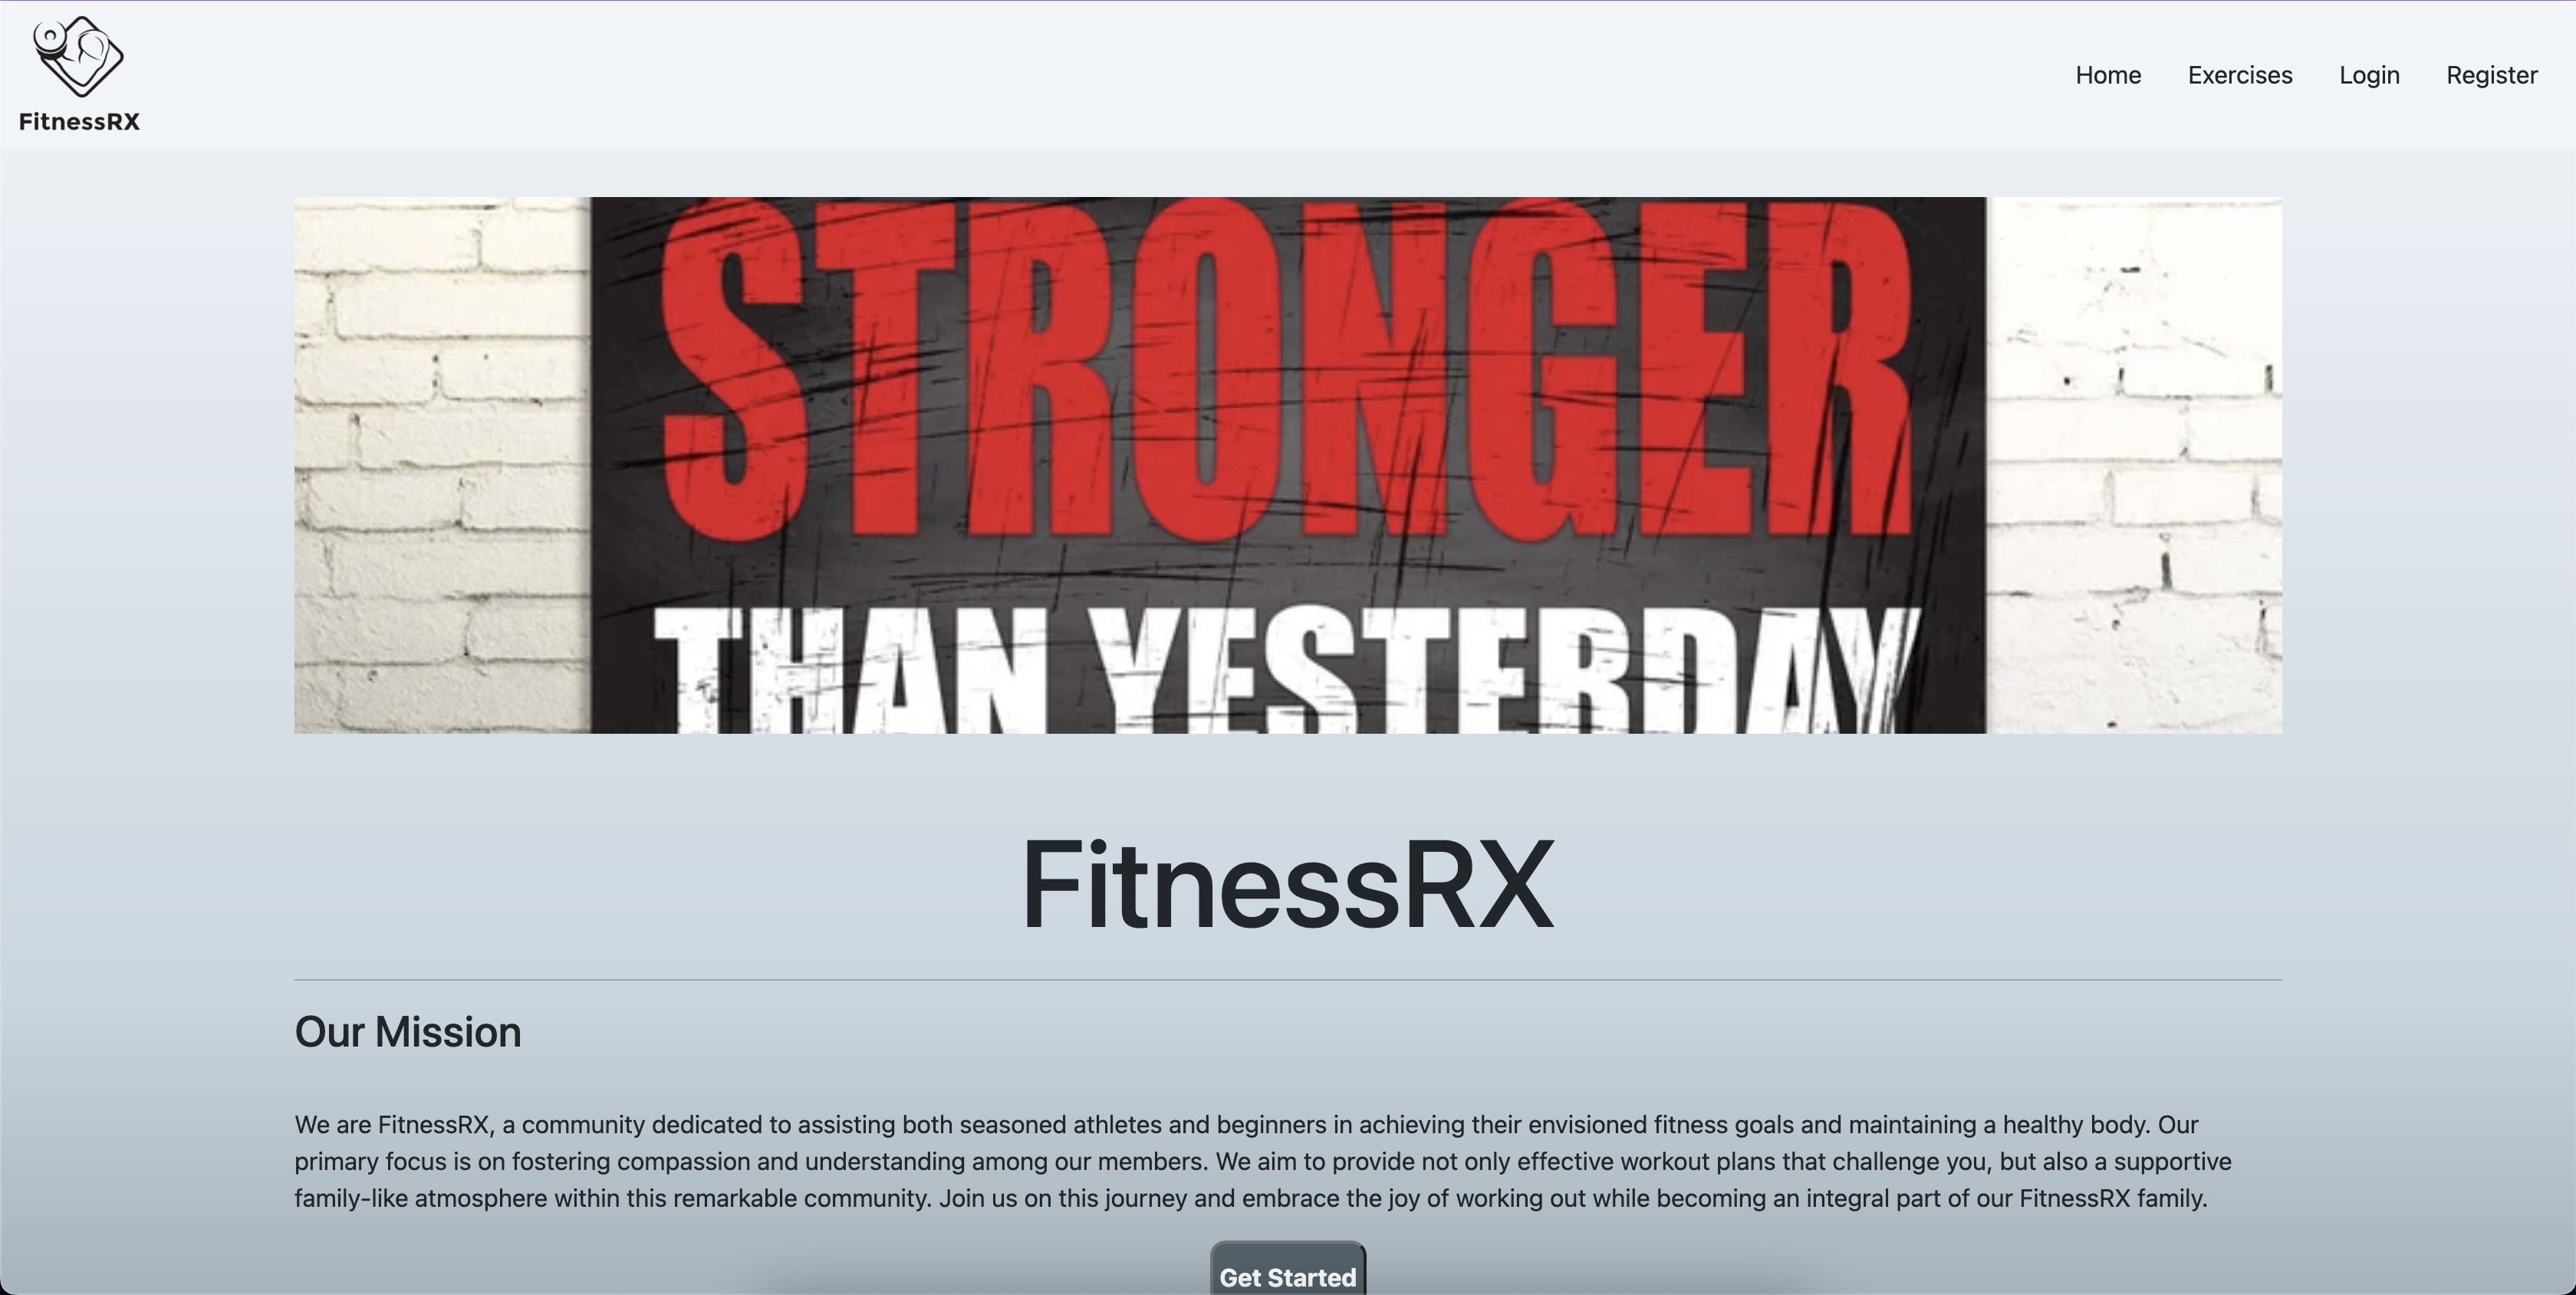 FitnessRX
Home Exercises Login Register
STRONGER
THAN YESTERDAY
FitnessRX
Our Mission
We are FitnessRX, a community dedicated to assisting both seasoned athletes and beginners in achieving their envisioned fitness goals and maintaining a healthy body. Our
primary focus is on fostering compassion and understanding among our members. We aim to provide not only effective workout plans that challenge you, but also a supportive
family-like atmosphere within this remarkable community. Join us on this journey and embrace the joy of working out while becoming an integral part of our FitnessRX family.
Get Started